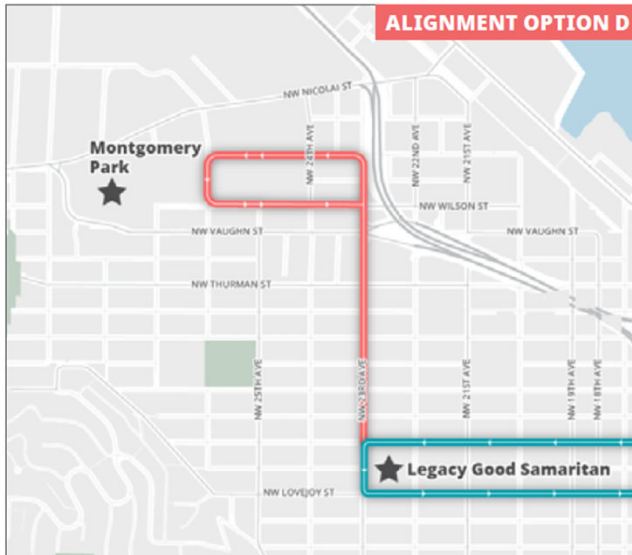 ALIGNMENT OPTION D
NW NICOLAI ST
Montgomery
Park
NW 24TH AVE
NW 22ND AVE
NW 21ST AVE
NW WILSON ST
NW VAUGHN ST
NW VAUGHN ST
NW THURMAN ST
NW 25TH AVE
NW 23RD AVE
NW 21ST AVE
NW 19TH AVE
NW 18TH AVE
Legacy Good Samaritan
NW LOVEJOY ST